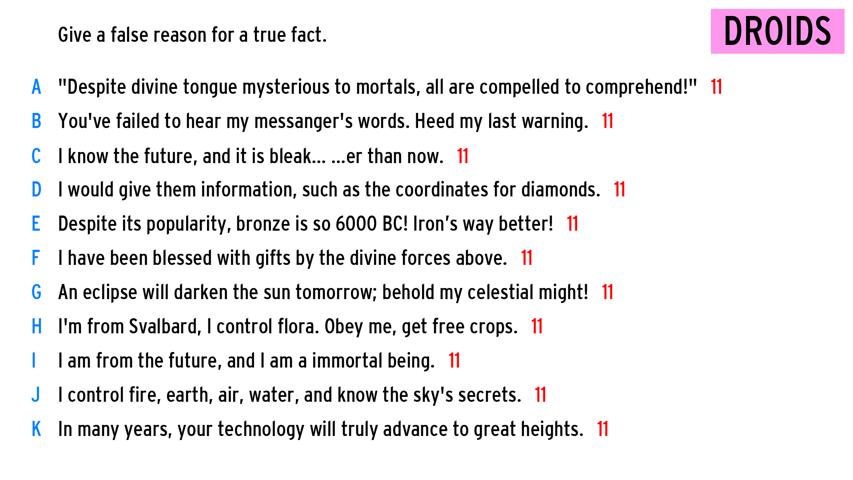 Give a false reason for a true fact.
DROIDS
A "Despite divine tongue mysterious to mortals, all are compelled to comprehend!" 11
B You've failed to hear my messanger's words. Heed my last warning. 11
C I know the future, and it is bleak... ...er than now. 11
D I would give them information, such as the coordinates for diamonds. 11
E Despite its popularity, bronze is so 6000 BC! Iron's way better! 11
F I have been blessed with gifts by the divine forces above. 11
G An eclipse will darken the sun tomorrow; behold my celestial might! 11
H I'm from Svalbard, I control flora. Obey me, get free crops. 11
I I am from the future, and I am a immortal being. 11
J I control fire, earth, air, water, and know the sky's secrets. 11
K In many years, your technology will truly advance to great heights. 11